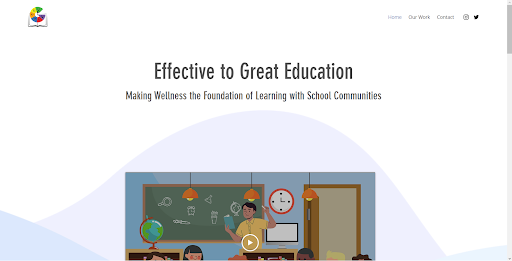 Home Our Work Contact
Effective to Great Education
Making Wellness the Foundation of Learning with School Communities